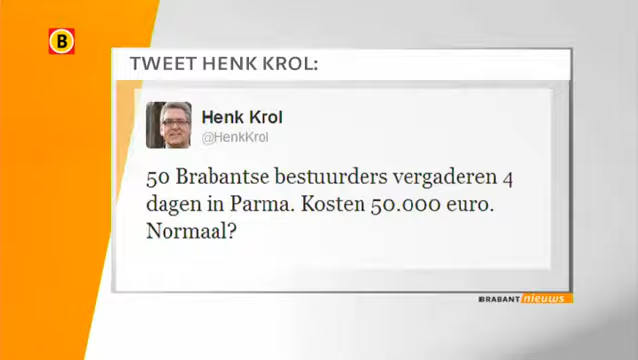 B
TWEET HENK KROL:
Henk Krol
@HenkKrol
50 Brabantse bestuurders vergaderen 4
dagen in Parma. Kosten 50.000 euro.
Normaal?
BRABANT nieuws